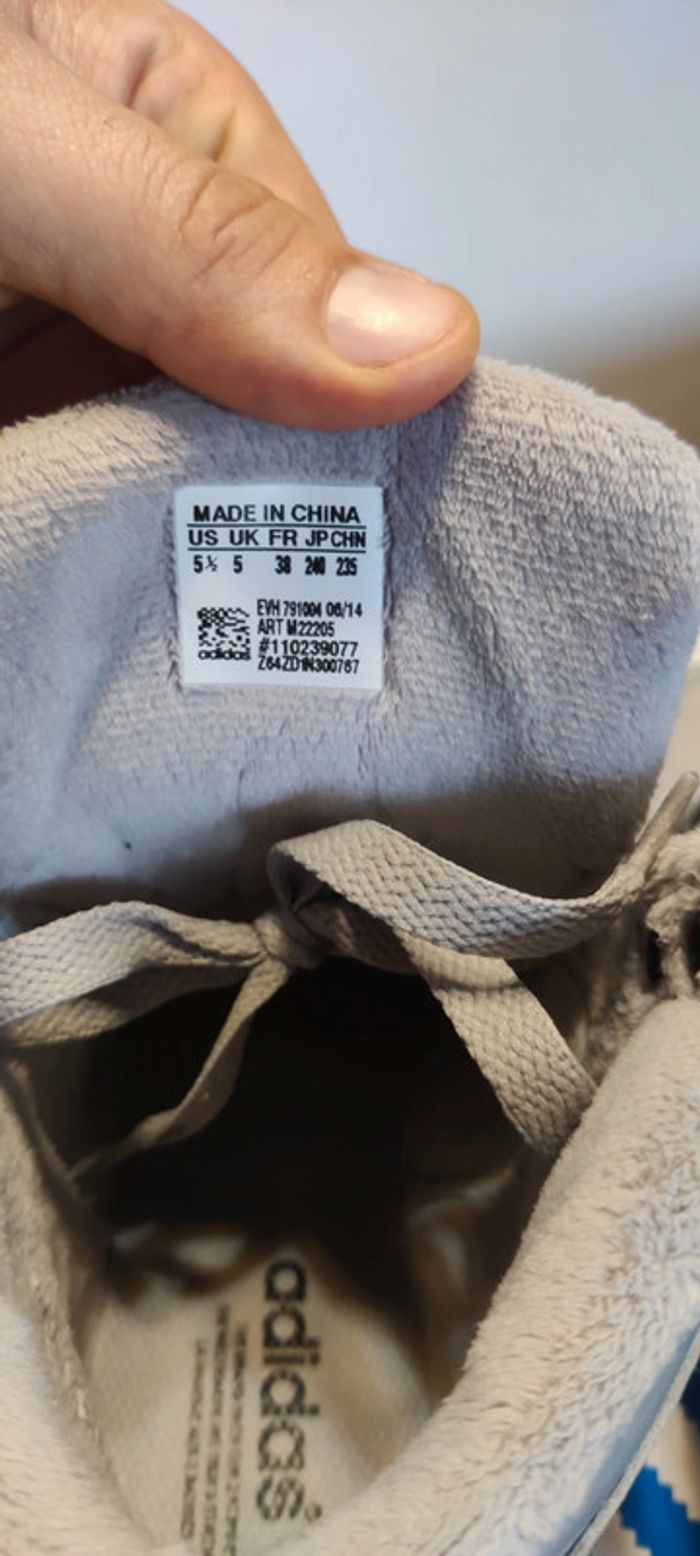 MADE IN CHINA
US UK FR JP CHN
5½ 5 38 240 235
EVH 791004 06/14
ART M22205
#110239077
Z64ZD1N300767
adidas
adidas